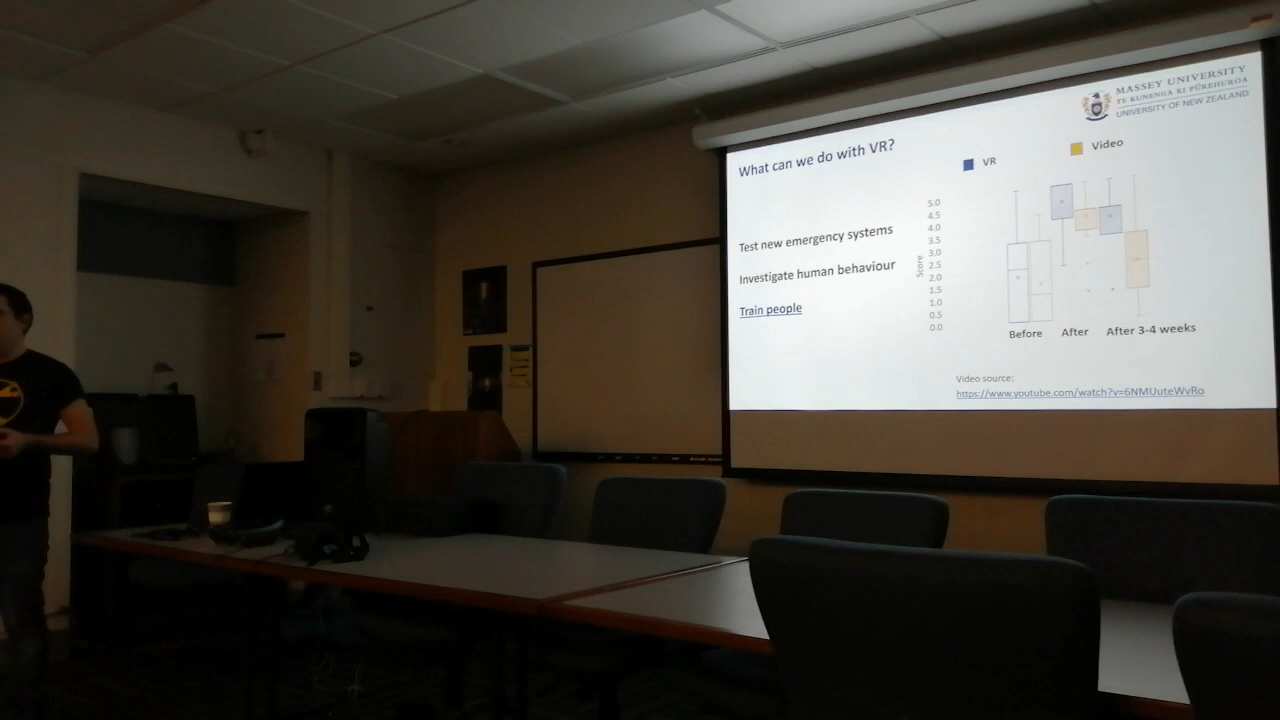 MASSEY UNIVERSITY
TE KUNENGA KI PŪREHUROA
UNIVERSITY OF NEW ZEALAND
What can we do with VR?
VR
Video
Test new emergency systems
Investigate human behaviour
Train people
Score
5.0
4.5
4.0
3.5
3.0
2.5
2.0
1.5
1.0
0.5
0.0
Before
After
After 3-4 weeks
Video source:
https://www.youtube.com/watch?v=6NMUuteWvRo